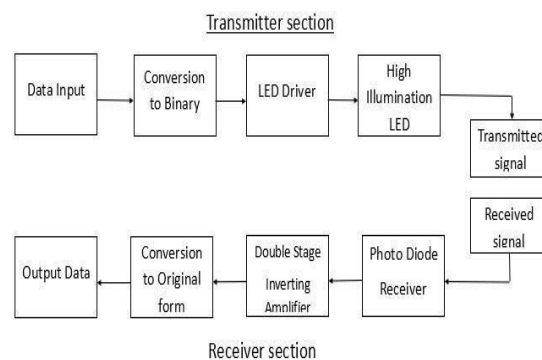 Transmitter section
Data Input
Conversion
to Binary
LED Driver
High
Illumination
LED
Transmitted
signal
Received
signal
Photo Diode
Receiver
Double Stage
Inverting
Amplifier
Conversion
to Original
form
Output Data
Receiver section